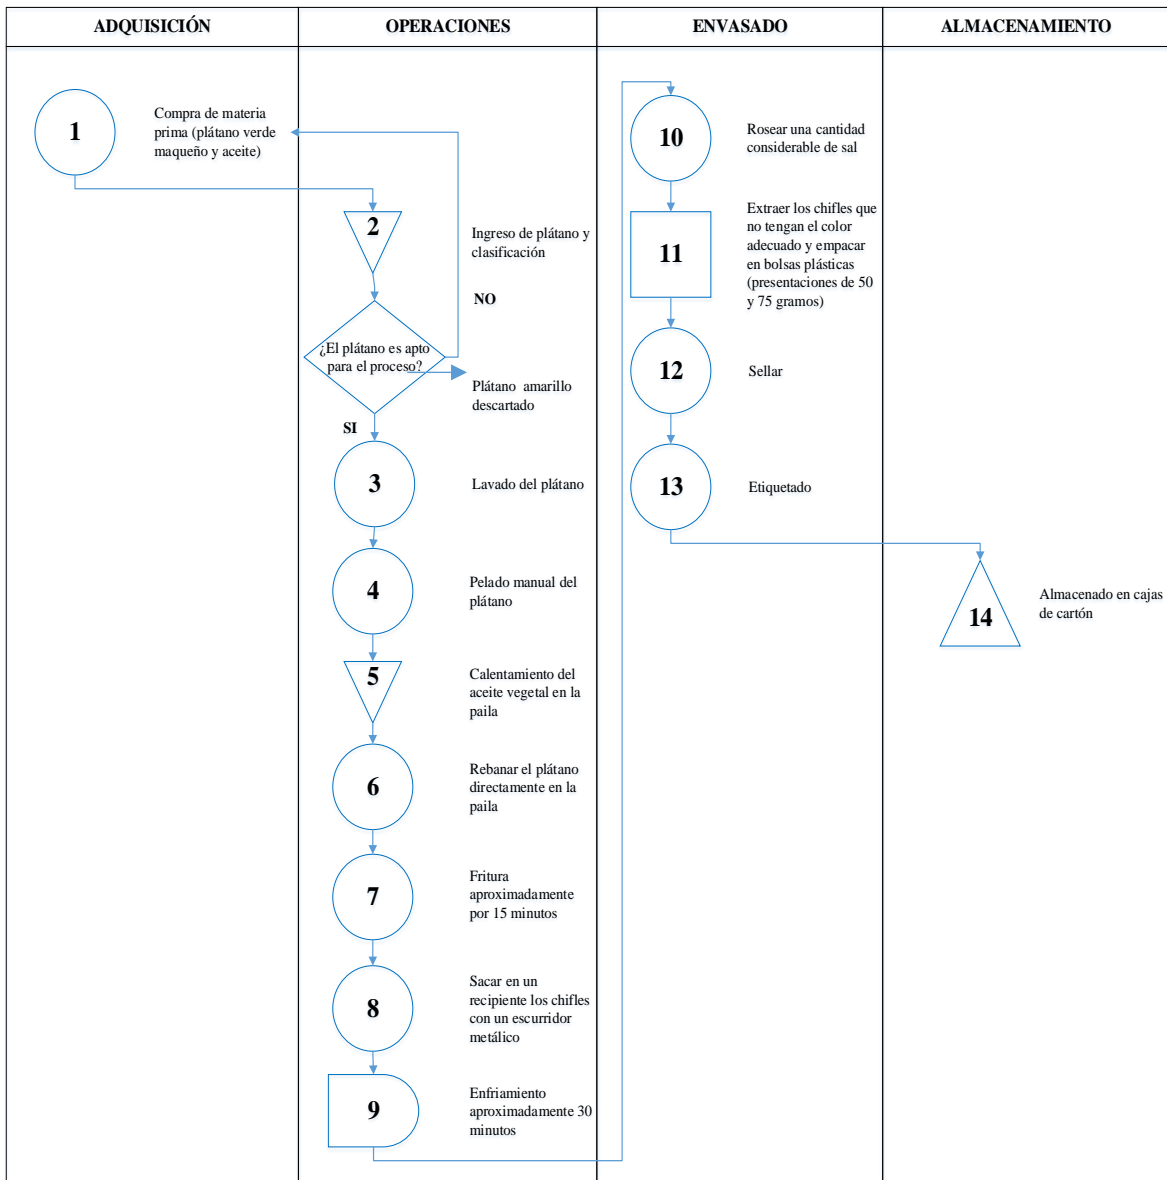 ADQUISICIÓN
OPERACIONES
ENVASADO
ALMACENAMIENTO
1
Compra de materia
prima (plátano verde
maqueño y aceite)
2
Ingreso de plátano y
clasificación
NO
¿El plátano es apto
para el proceso?
Plátano amarillo
descartado
SI
3
Lavado del plátano
4
Pelado manual del
plátano
5
Calentamiento del
aceite vegetal en la
paila
6
Rebanar el plátano
directamente en la
paila
7
Fritura
aproximadamente
por 15 minutos
8
Sacar en un
recipiente los chifles
con un escurridor
metálico
9
Enfriamiento
aproximadamente 30
minutos
10
Rosear una cantidad
considerable de sal
11
Extraer los chifles que
no tengan el color
adecuado y empacar
en bolsas plásticas
(presentaciones de 50
y 75 gramos)
12
Sellar
13
Etiquetado
14
Almacenado en cajas
de cartón